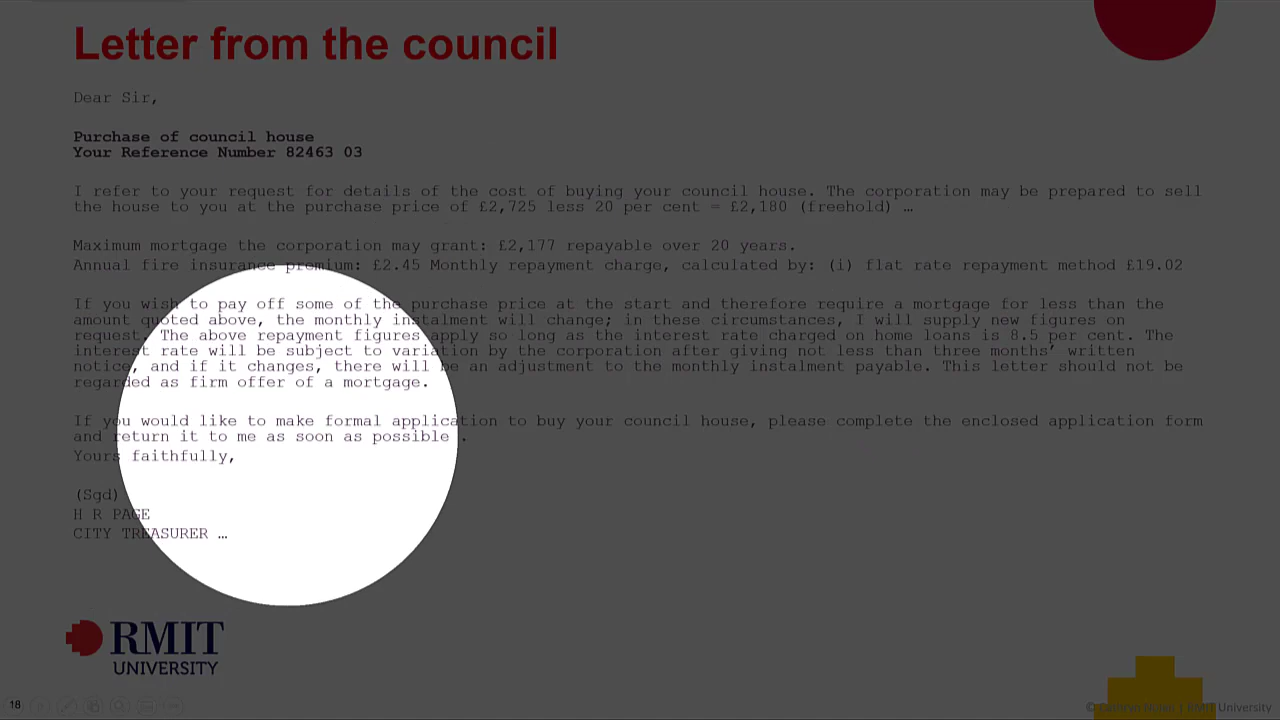 Letter from the council
Dear Sir,
Purchase of council house
Your Reference Number 82463 03
I refer to your request for details of the cost of buying your council house. The corporation may be prepared to sell
the house to you at the purchase price of £2,725 less 20 per cent = £2,180 (freehold) …
Maximum mortgage the corporation may grant: £2,177 repayable over 20 years.
Annual fire insurance premium: £2.45 Monthly repayment charge, calculated by: (i) flat rate repayment method £19.02
If you wish to pay off some of the purchase price at the start and therefore require a mortgage for less than the
amount quoted above, the monthly instalment will change; in these circumstances, I will supply new figures on
request. The above repayment figures apply so long as the interest rate charged on home loans is 8.5 per cent. The
interest rate will be subject to variation by the corporation after giving not less than three months’ written
notice, and if it changes, there will be an adjustment to the monthly instalment payable. This letter should not be
regarded as firm offer of a mortgage.
If you would like to make formal application to buy your council house, please complete the enclosed application form
and return it to me as soon as possible .
Yours faithfully,
(Sgd)
H R PAGE
CITY TREASURER …
RMIT
UNIVERSITY
18
RMIT University